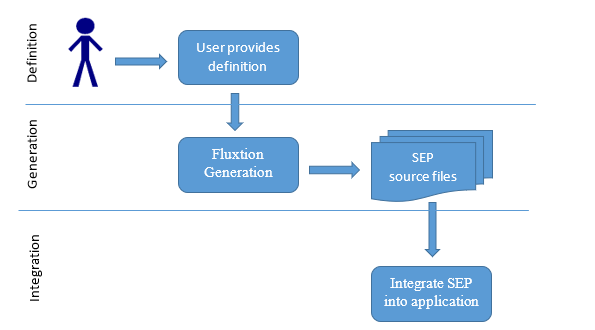 Definition
User provides
definition
Generation
Fluxtion
Generation
SEP
source files
Integration
Integrate SEP
into application